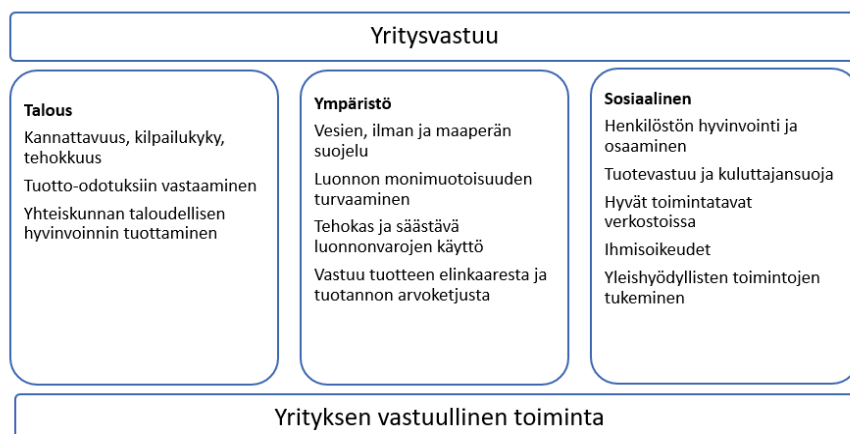 Yritysvastuu
Talous
Kannattavuus, kilpailukyky,
tehokkuus
Tuotto-odotuksiin vastaaminen
Yhteiskunnan taloudellisen
hyvinvoinnin tuottaminen
Ympäristö
Vesien, ilman ja maaperän
suojelu
Luonnon monimuotoisuuden
turvaaminen
Tehokas ja säästävä
luonnonvarojen käyttö
Vastuu tuotteen elinkaaresta ja
tuotannon arvoketjusta
Sosiaalinen
Henkilöstön hyvinvointi ja
osaaminen
Tuotevastuu ja kuluttajansuoja
Hyvät toimintatavat
verkostoissa
Ihmisoikeudet
Yleishyödyllisten toimintojen
tukeminen
Yrityksen vastuullinen toiminta